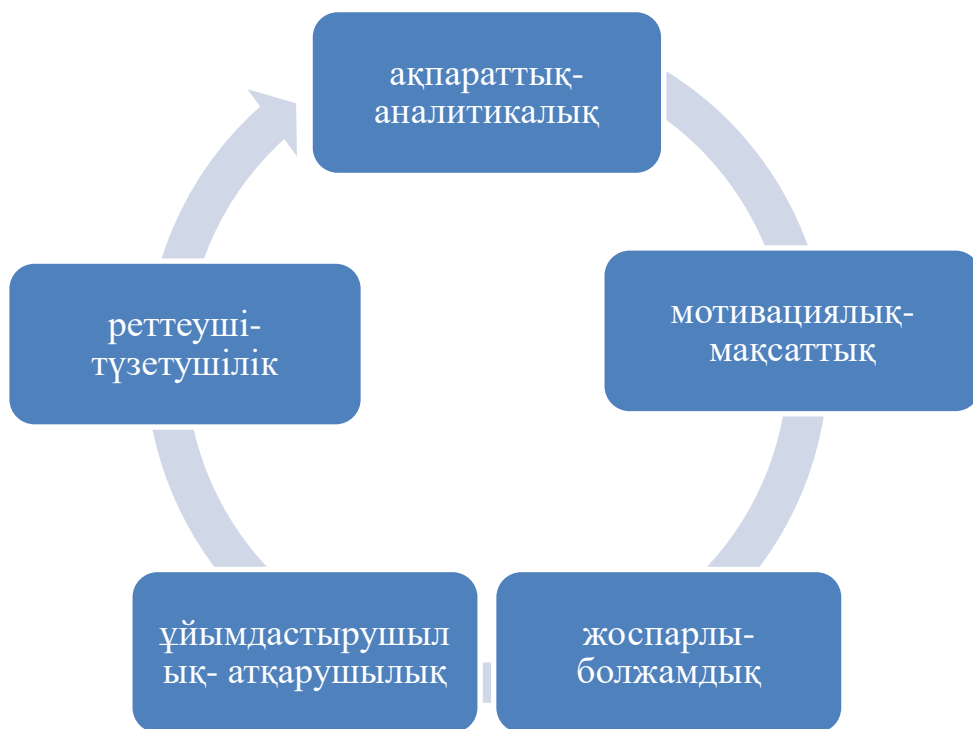 ақпараттық-
аналитикалық
мотивациялық-
мақсаттық
жоспарлы-
болжамдық
ұйымдастырушыл
ық- атқарушылық
реттеуші-
түзетушілік